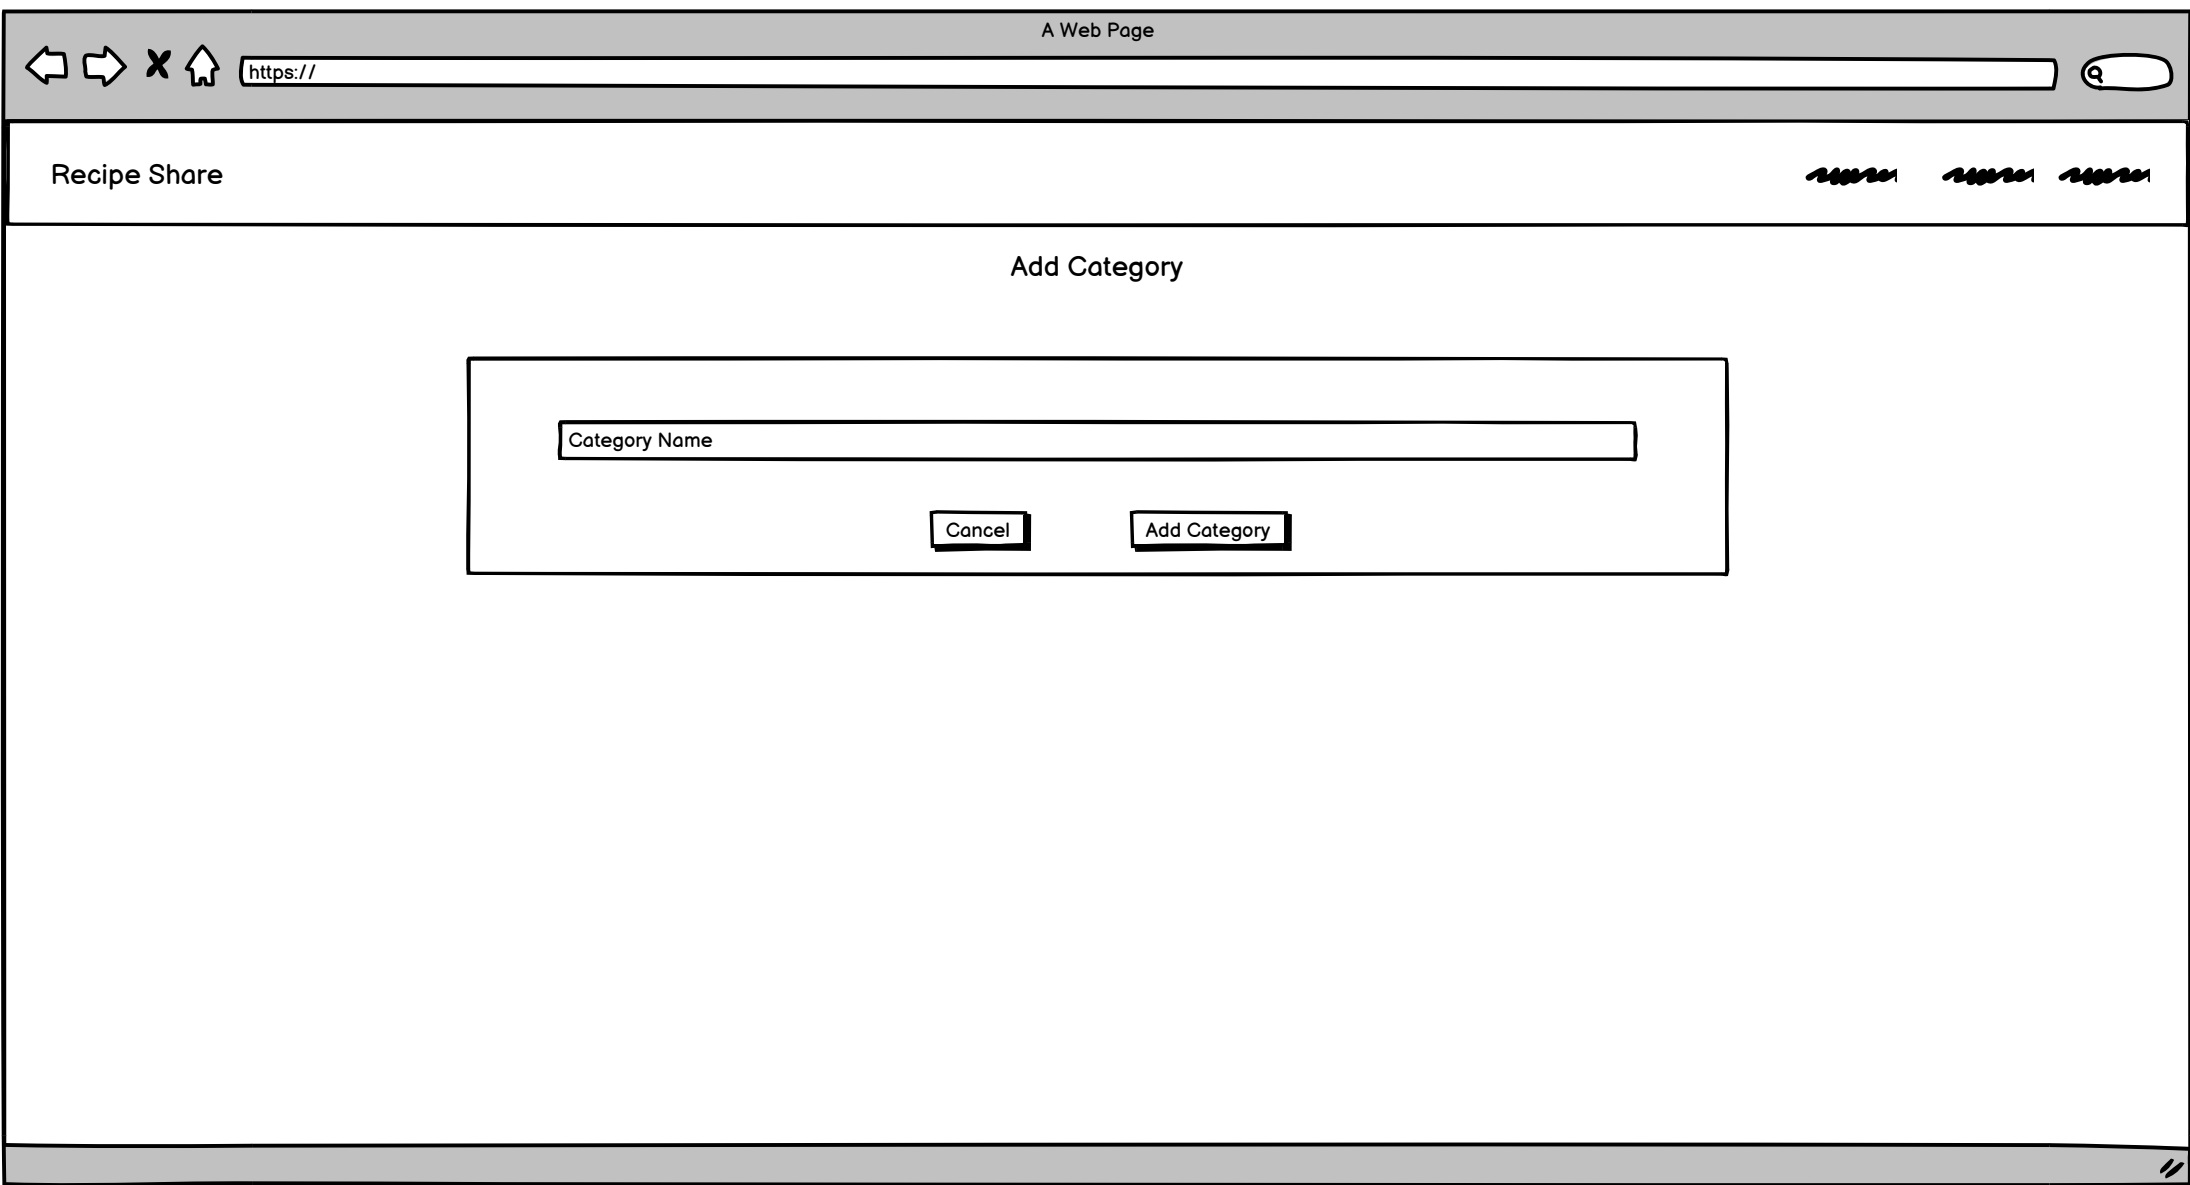 A Web Page
https://
Recipe Share
Add Category
Category Name
Cancel Add Category